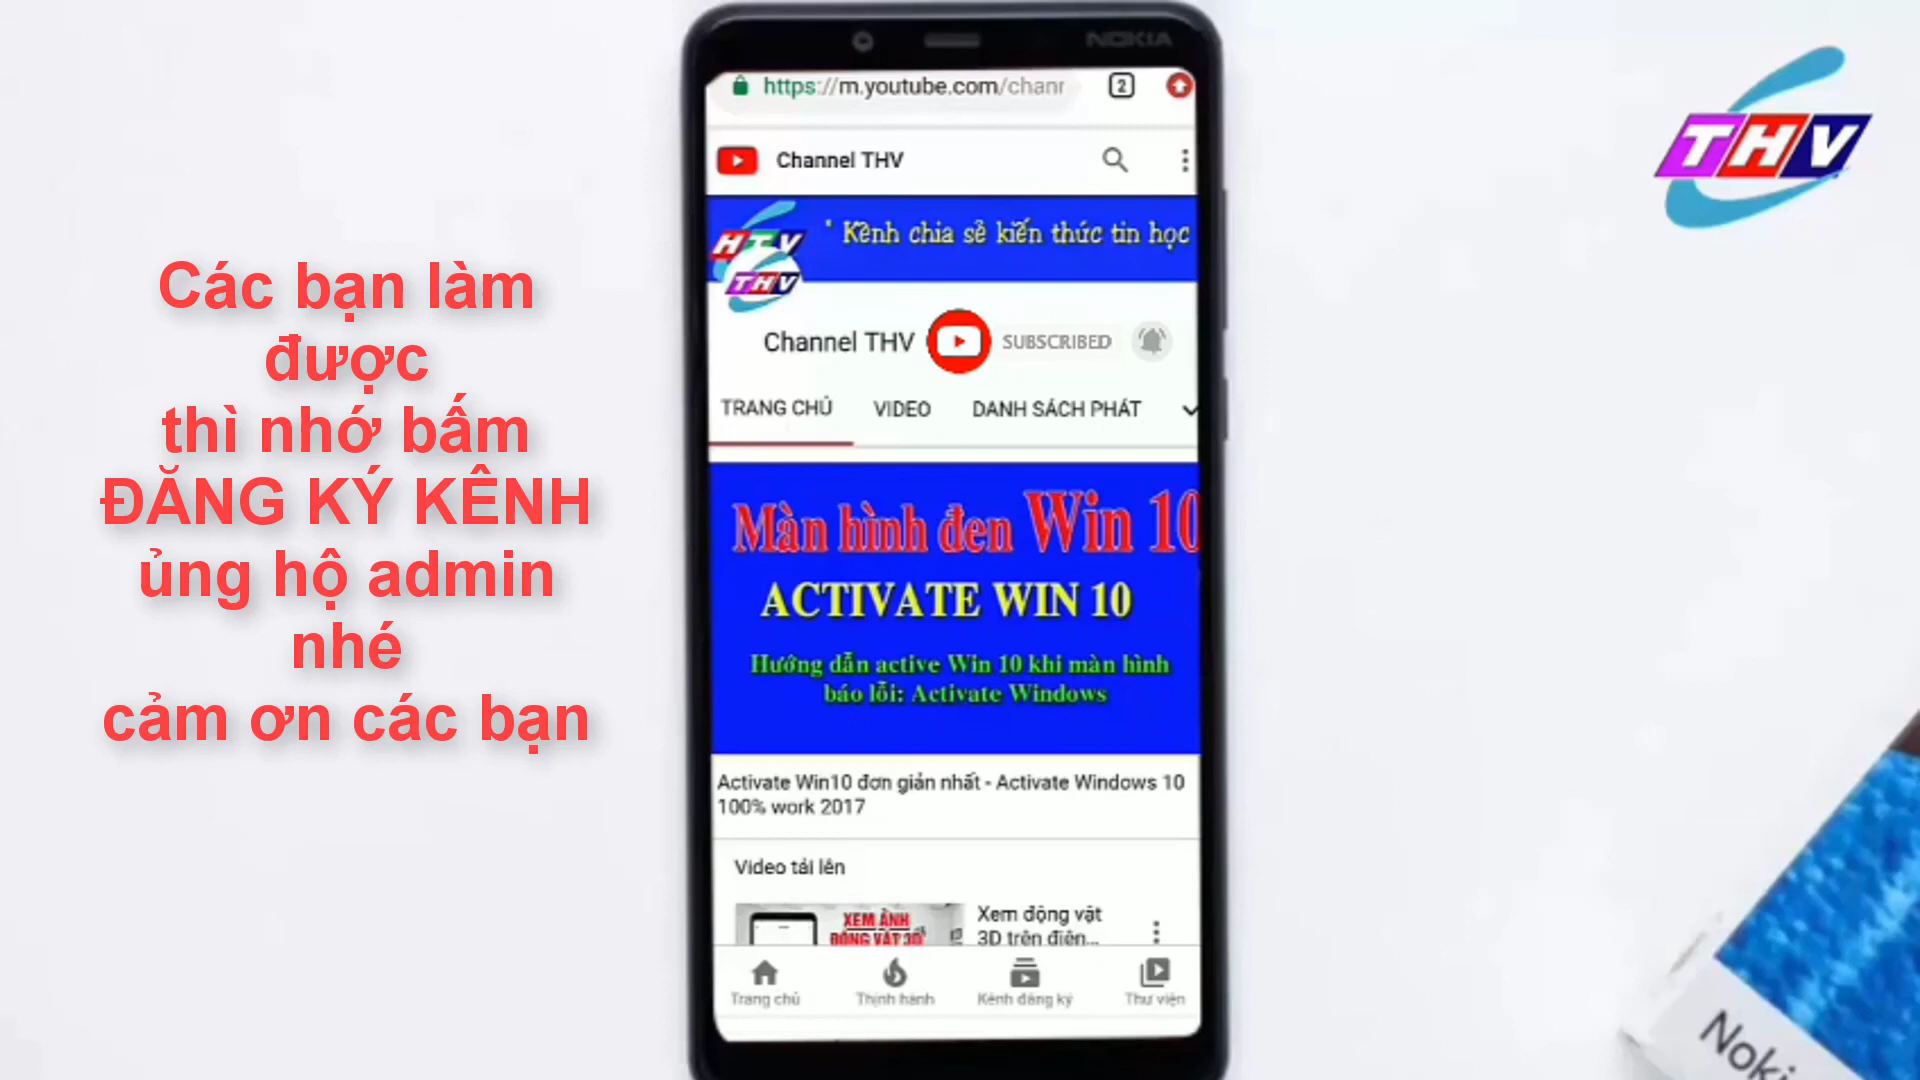 NOKIA
https://m.youtube.com/chanr
2
Channel THV
THV
HTV
THV
* Kênh chia sẻ kiến thức tin học
Channel THV
SUBSCRIBED
TRANG CHỦ
VIDEO
DANH SÁCH PHÁT
Các bạn làm
được
thì nhớ bấm
ĐĂNG KÝ KÊNH
ủng hộ admin
nhé
cảm ơn các bạn
Màn hình đen Win 10
ACTIVATE WIN 10
Hướng dẫn active Win 10 khi màn hình
báo lỗi: Activate Windows
Activate Win10 đơn giản nhất - Activate Windows 10
100% work 2017
Video tải lên
XEM ẢNH
ĐỘNG VẬT 3D
Xem động vật
3D trên điện...
Trang chủ
Thịnh hành
Kênh đăng ký
Thư viện
Noki